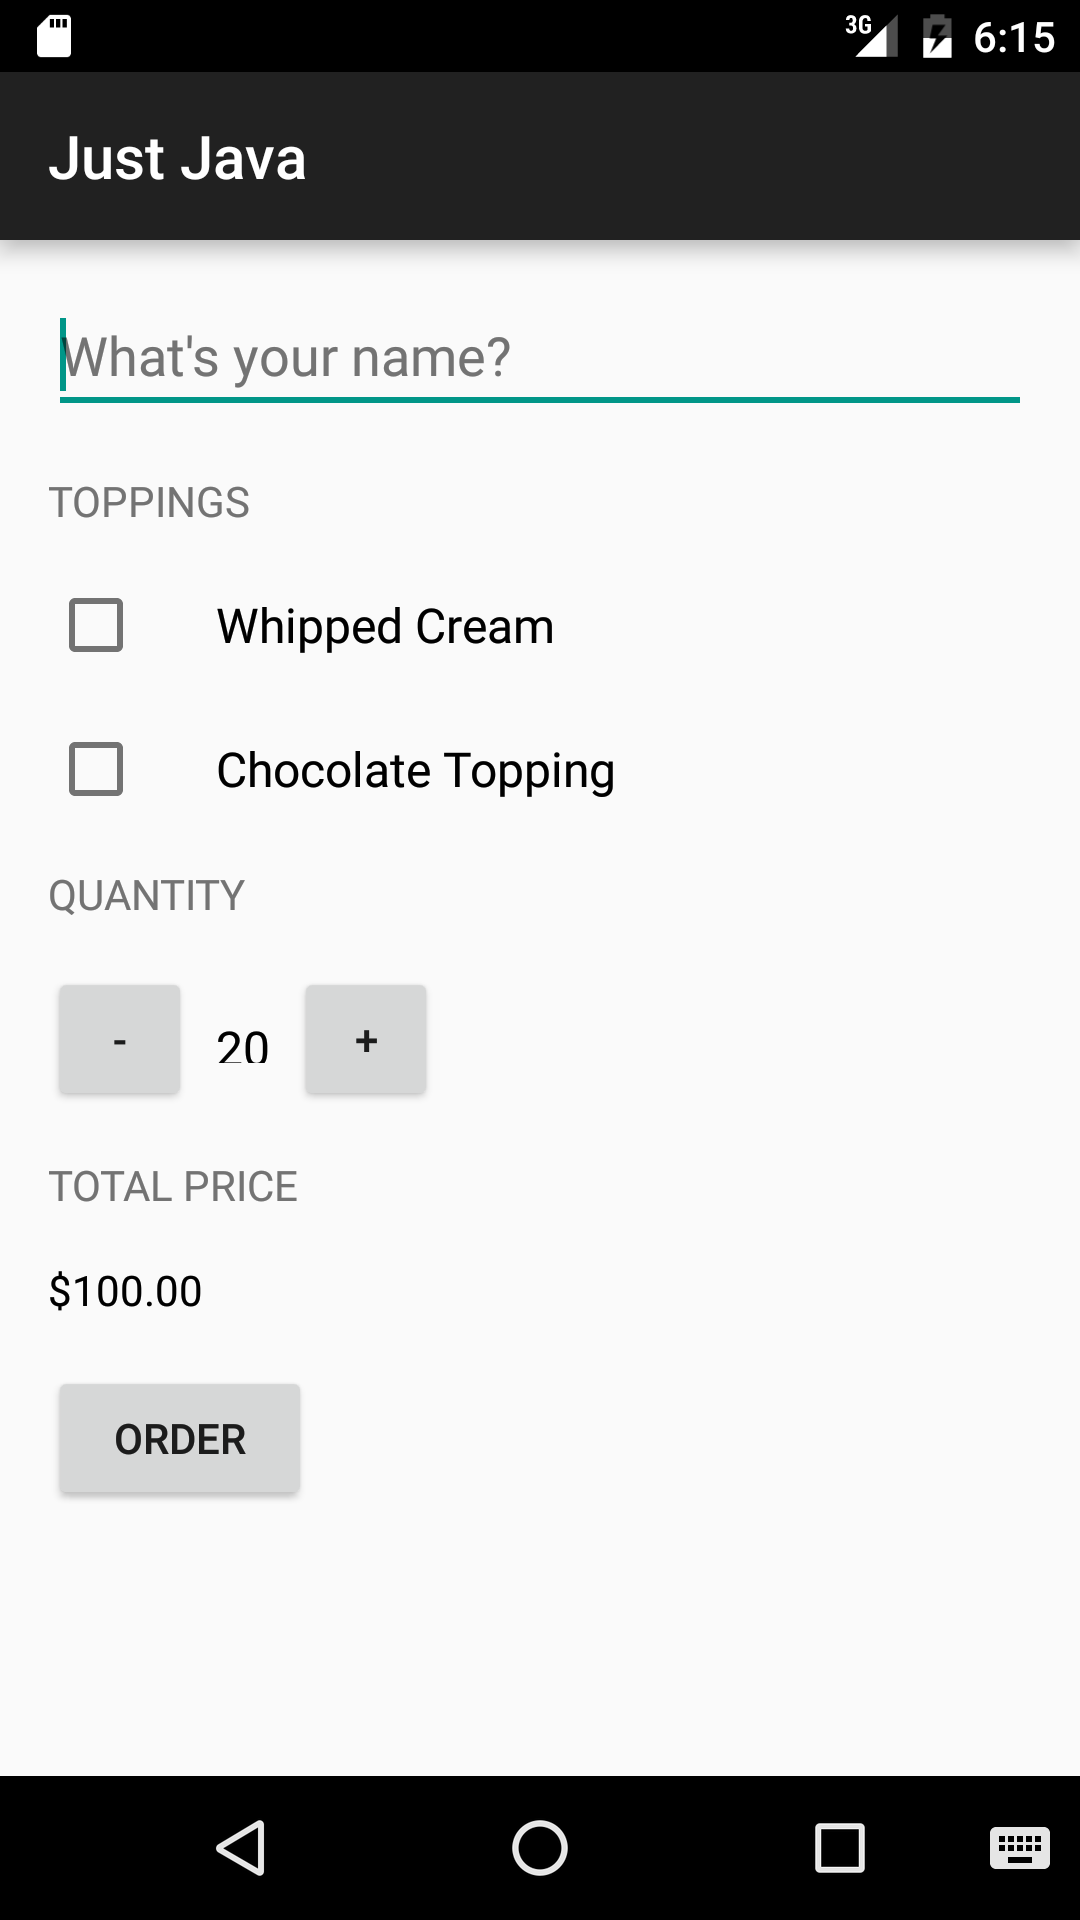 3G 6:15
Just Java
What's your name?
TOPPINGS
Whipped Cream
Chocolate Topping
QUANTITY
- 20 +
TOTAL PRICE
$100.00
ORDER